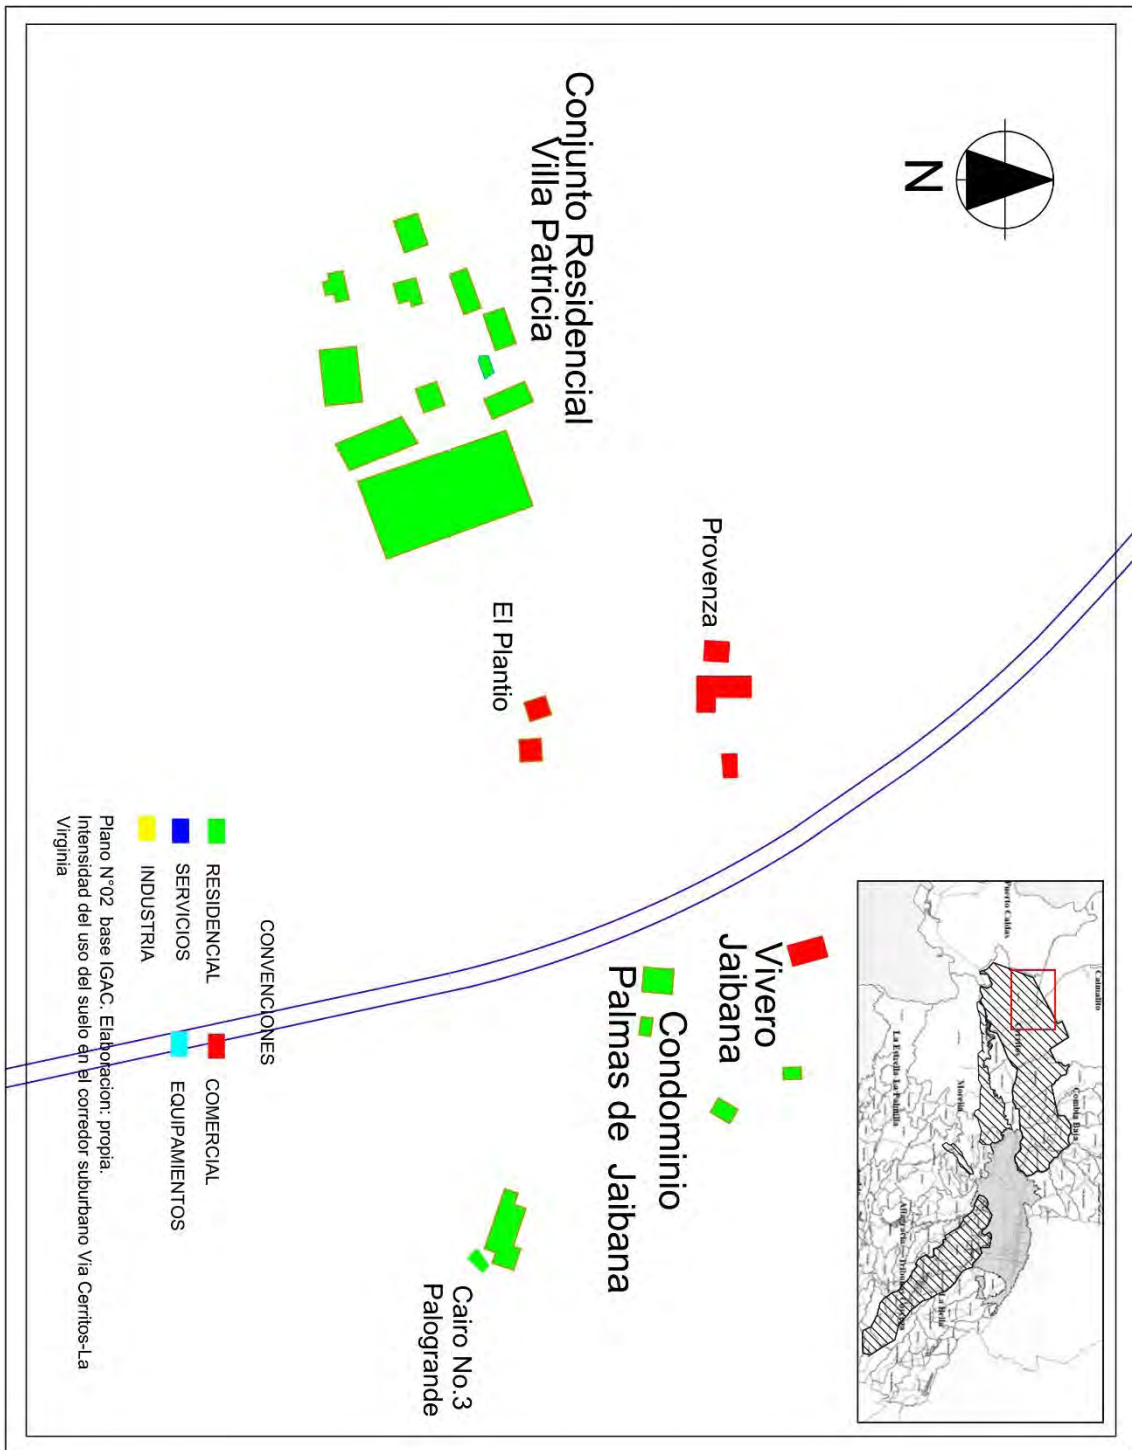 N
Conjunto Residencial
Villa Patricia
Provenza
El Plantio
Vivero
Jaibana
Condominio
Palmas de Jaibana
Cairo No.3
Palogrande
Puerto Caldas
Caimalito
Cerritos
Combia Baja
Morelia
La Estrella La Palmilla
La Bella
CONVENCIONES
RESIDENCIAL
COMERCIAL
SERVICIOS
EQUIPAMIENTOS
INDUSTRIA
Plano N°02 base IGAC. Elaboracion: propia.
Intensidad del uso del suelo en el corredor suburbano Via Cerritos-La
Virginia